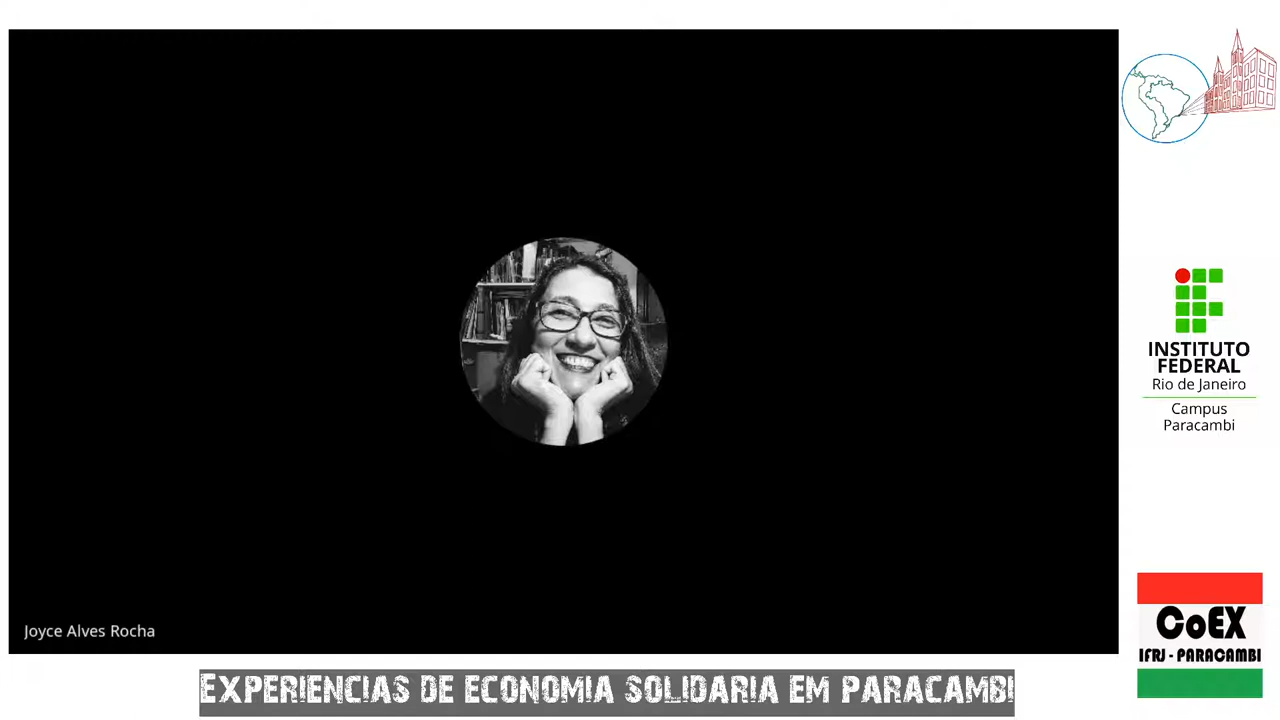 INSTITUTO
FEDERAL
Rio de Janeiro
Campus
Paracambi
CoEX
IFRJ - PARACAMBI
Joyce Alves Rocha
EXPERIENCIAS DE ECONOMIA SOLIDARIA EM PARACAMBI